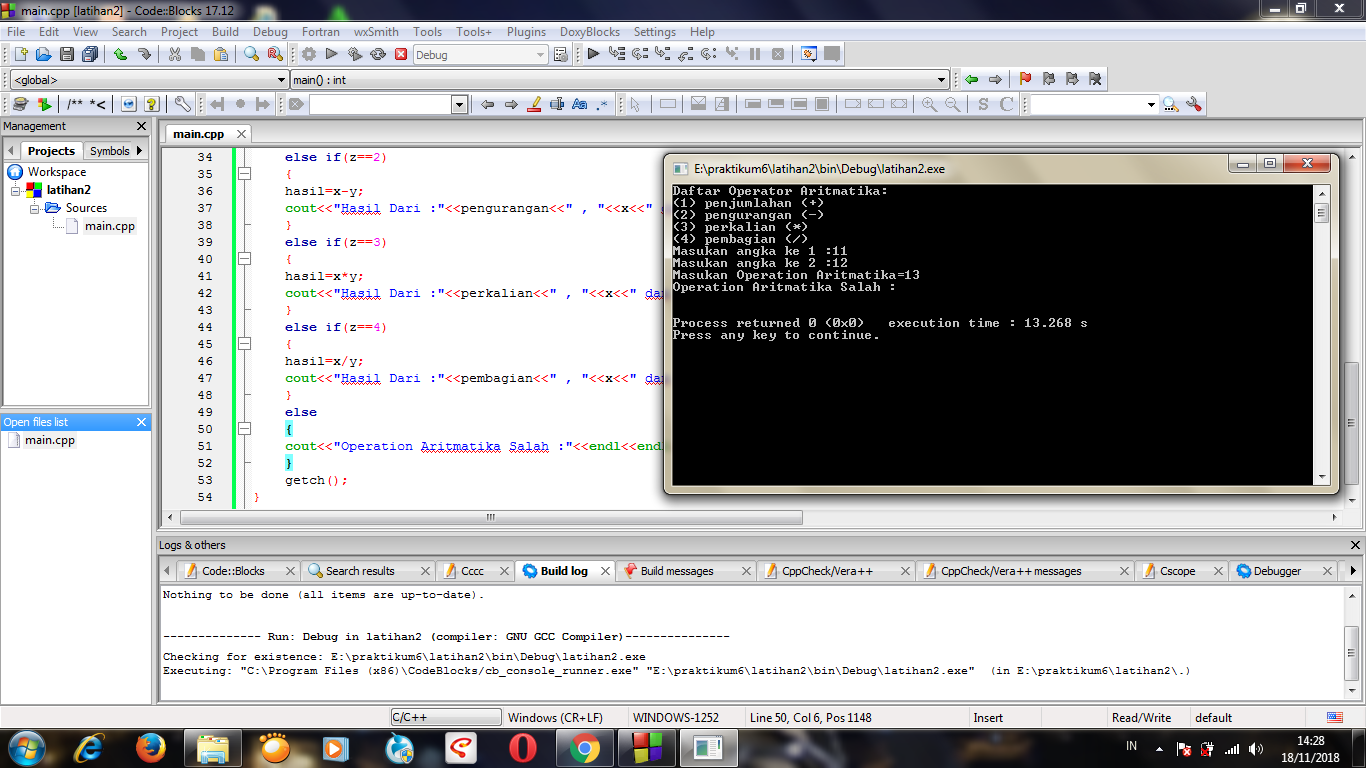 main.cpp [latihan2] - Code::Blocks 17.12
File Edit View Search Project Build Debug Fortran wxSmith Tools Tools+ Plugins DoxyBlocks Settings Help
Debug
<global> main() : int
/** *<
S C
Management
Projects Symbols
Workspace
latihan2
Sources
main.cpp
Open files list
main.cpp
main.cpp
34 else if(z==2)
35 {
36 hasil=x-y;
37 cout<<"Hasil Dari :"<<pengurangan<<" , "<<x<<"
38 }
39 else if(z==3)
40 {
41 hasil=x*y;
42 cout<<"Hasil Dari :"<<perkalian<<" , "<<x<<" dan
43 }
44 else if(z==4)
45 {
46 hasil=x/y;
47 cout<<"Hasil Dari :"<<pembagian<<" , "<<x<<" dan
48 }
49 else
50 {
51 cout<<"Operation Aritmatika Salah :"<<endl<<endl
52 }
53 getch();
54 }
E:\praktikum6\latihan2\bin\Debug\latihan2.exe
Daftar Operator Aritmatika:
(1) penjumlahan (+)
(2) pengurangan (-)
(3) perkalian (*)
(4) pembagian (/)
Masukan angka ke 1 :11
Masukan angka ke 2 :12
Masukan Operation Aritmatika=13
Operation Aritmatika Salah :
Process returned 0 (0x0) execution time : 13.268 s
Press any key to continue.
Logs & others
Code::Blocks Search results Cccc Build log Build messages CppCheck/Vera++ CppCheck/Vera++ messages Cscope Debugger
Nothing to be done (all items are up-to-date).
-------------- Run: Debug in latihan2 (compiler: GNU GCC Compiler)---------------
Checking for existence: E:\praktikum6\latihan2\bin\Debug\latihan2.exe
Executing: "C:\Program Files (x86)\CodeBlocks/cb_console_runner.exe" "E:\praktikum6\latihan2\bin\Debug\latihan2.exe"  (in E:\praktikum6\latihan2\.)
C/C++ Windows (CR+LF) WINDOWS-1252 Line 50, Col 6, Pos 1148 Insert Read/Write default
IN
14:28
18/11/2018